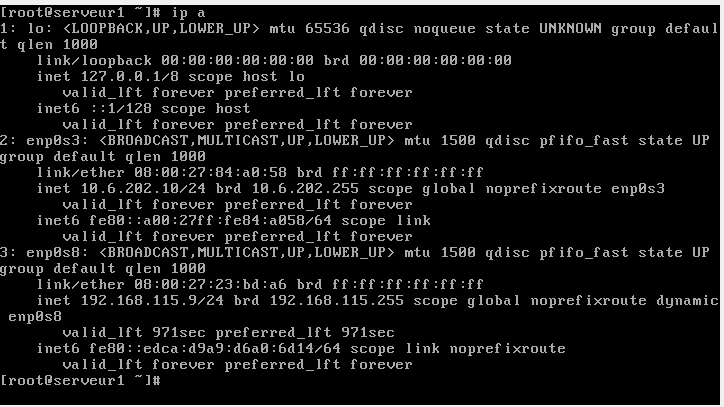 [root@serveur1 ~]# ip a
1: lo: <LOOPBACK,UP,LOWER_UP> mtu 65536 qdisc noqueue state UNKNOWN group defaul
t qlen 1000
    link/loopback 00:00:00:00:00:00 brd 00:00:00:00:00:00
    inet 127.0.0.1/8 scope host lo
       valid_lft forever preferred_lft forever
    inet6 ::1/128 scope host
       valid_lft forever preferred_lft forever
2: enp0s3: <BROADCAST,MULTICAST,UP,LOWER_UP> mtu 1500 qdisc pfifo_fast state UP
group default qlen 1000
    link/ether 08:00:27:84:a0:58 brd ff:ff:ff:ff:ff:ff
    inet 10.6.202.10/24 brd 10.6.202.255 scope global noprefixroute enp0s3
       valid_lft forever preferred_lft forever
    inet6 fe80::a00:27ff:fe84:a058/64 scope link
       valid_lft forever preferred_lft forever
3: enp0s8: <BROADCAST,MULTICAST,UP,LOWER_UP> mtu 1500 qdisc pfifo_fast state UP
group default qlen 1000
    link/ether 08:00:27:23:bd:a6 brd ff:ff:ff:ff:ff:ff
    inet 192.168.115.9/24 brd 192.168.115.255 scope global noprefixroute dynamic
 enp0s8
       valid_lft 971sec preferred_lft 971sec
    inet6 fe80::edca:d9a9:d6a0:6d14/64 scope link noprefixroute
       valid_lft forever preferred_lft forever
[root@serveur1 ~]#